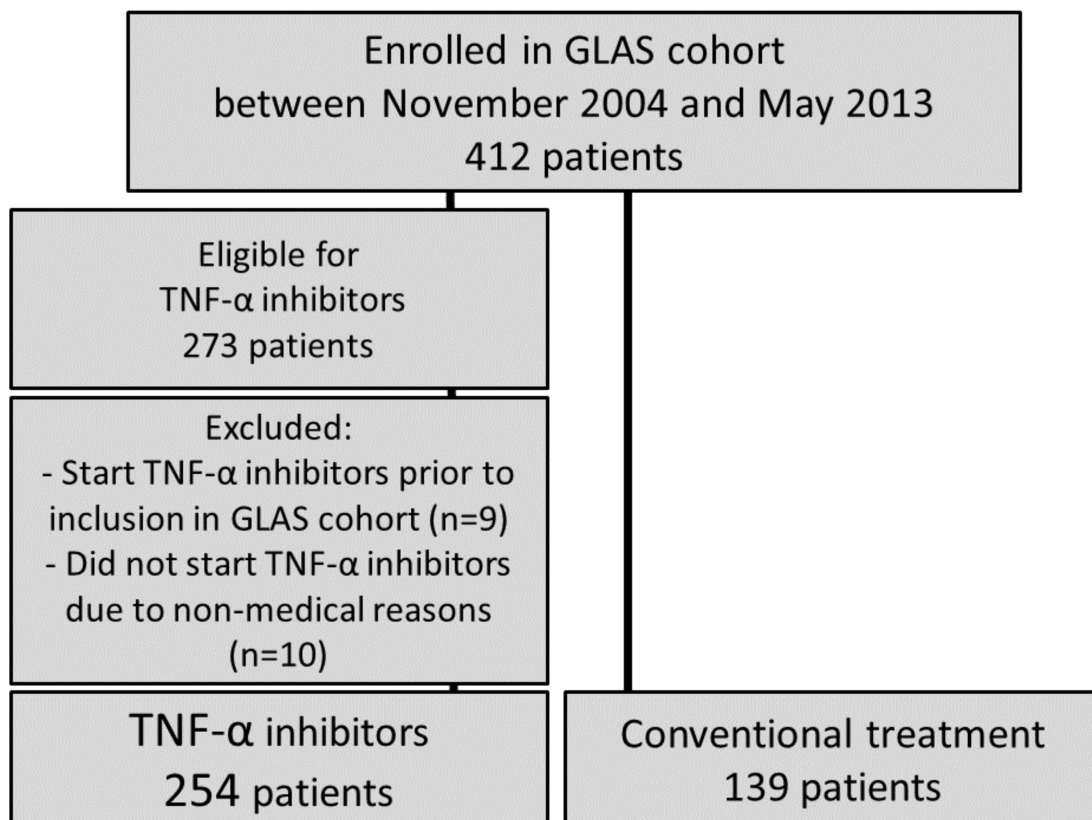 Enrolled in GLAS cohort
between November 2004 and May 2013
412 patients
Eligible for
TNF-α inhibitors
273 patients
Excluded:
- Start TNF-α inhibitors prior to
inclusion in GLAS cohort (n=9)
- Did not start TNF-α inhibitors
due to non-medical reasons
(n=10)
TNF-α inhibitors
254 patients
Conventional treatment
139 patients